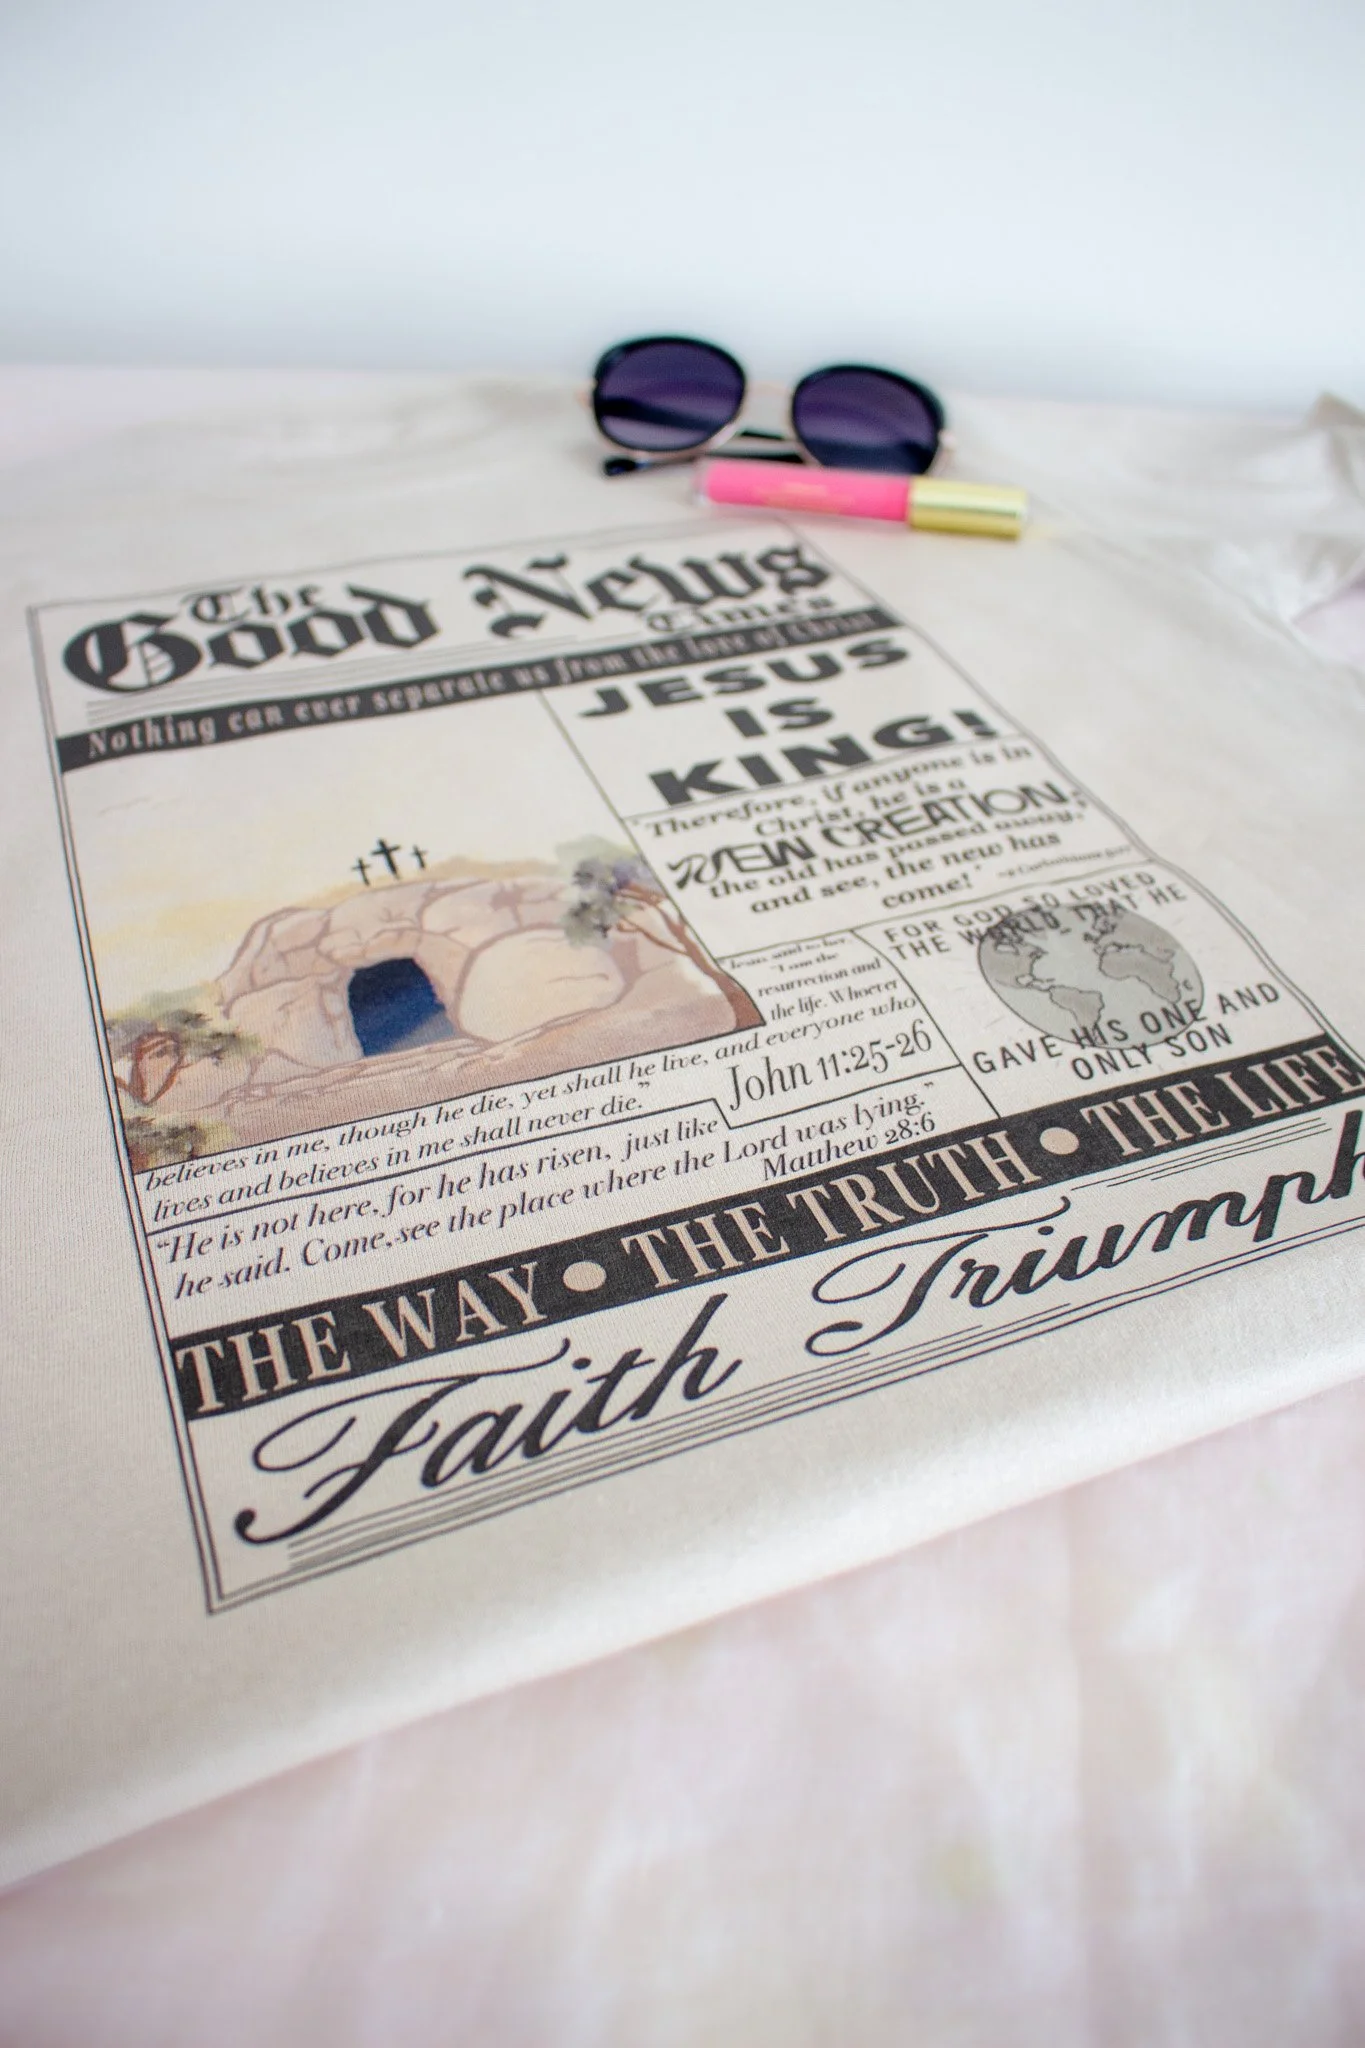 The
Good News
Times
Nothing can ever separate us from the love of Christ
JESUS
IS
KING!
"Therefore, if anyone is in
Christ, he is a
NEW CREATION;
the old has passed away,
and see, the new has
come!"
Jesus said to her,
"I am the
resurrection and
the life. Whoever
believes in me, though he die, yet shall he live, and everyone who
lives and believes in me shall never die."
John 11:25-26
FOR GOD SO LOVED
THE WORLD THAT HE
GAVE HIS ONE AND
ONLY SON
"He is not here, for he has risen, just like
he said. Come, see the place where the Lord was lying."
Matthew 28:6
THE WAY • THE TRUTH • THE LIFE
Faith Triumph